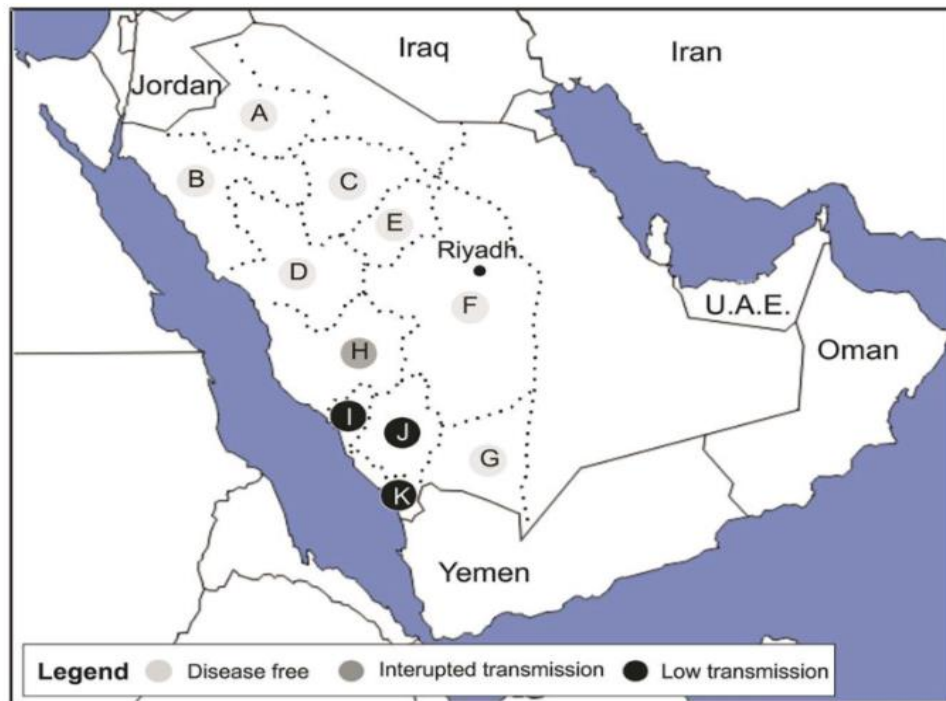 Iraq
Iran
Jordan
A
B
C
E
Riyadh
D
F
U.A.E.
H
Oman
I
J
G
K
Yemen
Legend Disease free Interupted transmission Low transmission